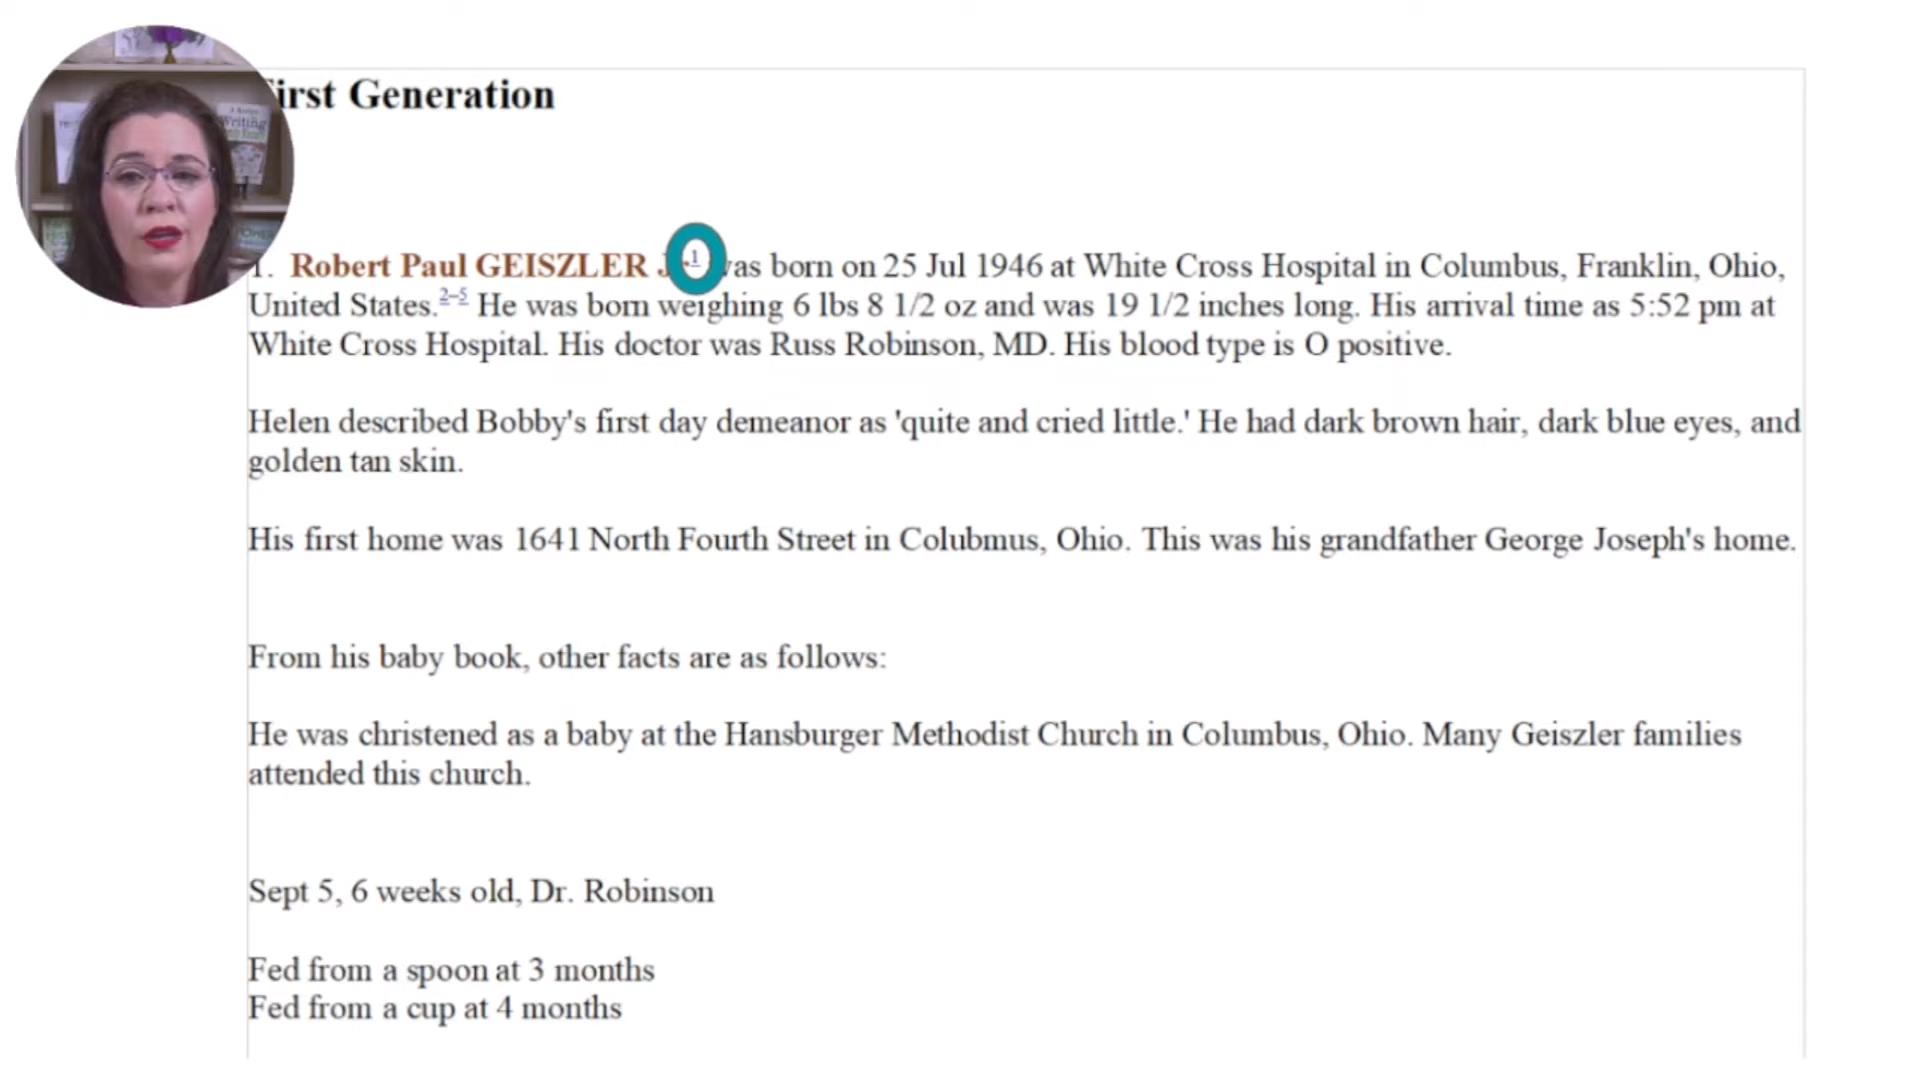 First Generation
Writing
1. Robert Paul GEISZLER J 1 was born on 25 Jul 1946 at White Cross Hospital in Columbus, Franklin, Ohio,
United States.2–5 He was born weighing 6 lbs 8 1/2 oz and was 19 1/2 inches long. His arrival time as 5:52 pm at
White Cross Hospital. His doctor was Russ Robinson, MD. His blood type is O positive.
Helen described Bobby's first day demeanor as 'quite and cried little.' He had dark brown hair, dark blue eyes, and
golden tan skin.
His first home was 1641 North Fourth Street in Colubmus, Ohio. This was his grandfather George Joseph's home.
From his baby book, other facts are as follows:
He was christened as a baby at the Hansburger Methodist Church in Columbus, Ohio. Many Geiszler families
attended this church.
Sept 5, 6 weeks old, Dr. Robinson
Fed from a spoon at 3 months
Fed from a cup at 4 months